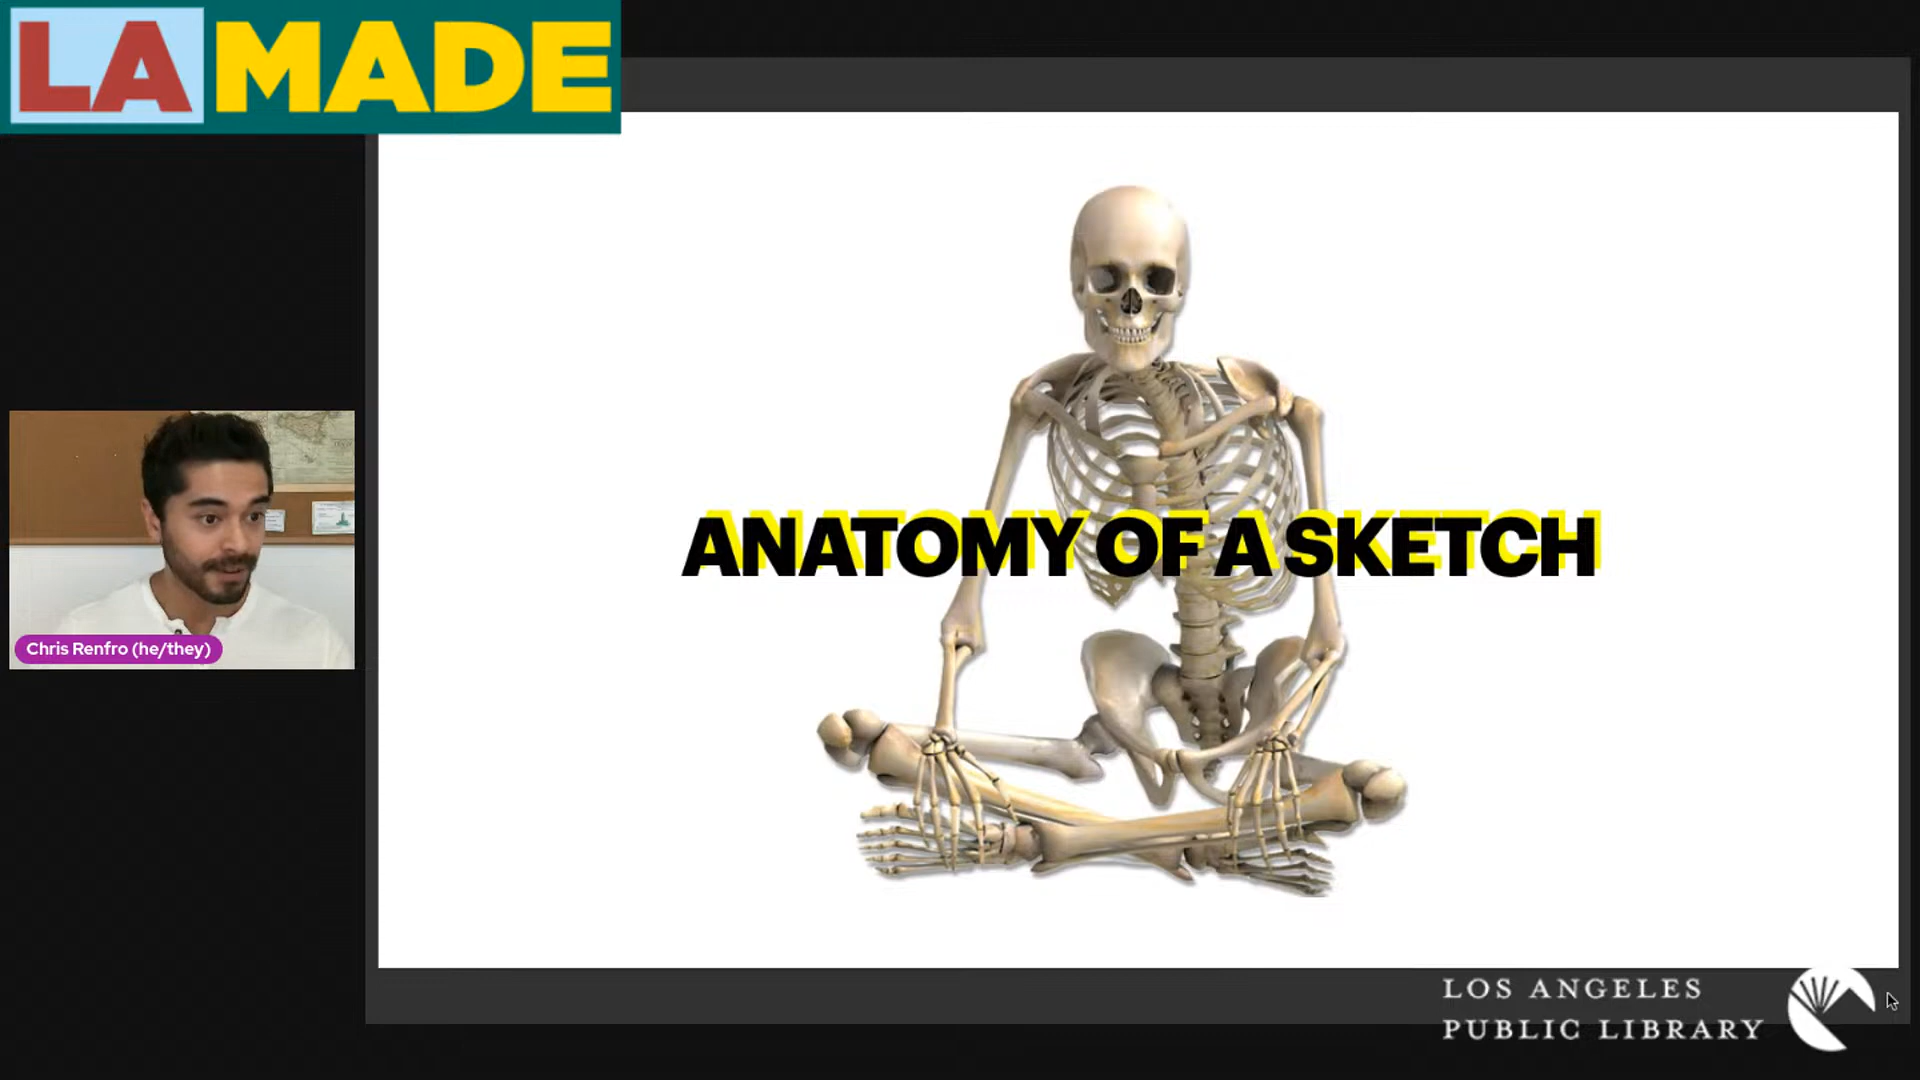 LA MADE
ANATOMY OF A SKETCH
Chris Renfro (he/they)
LOS ANGELES
PUBLIC LIBRARY